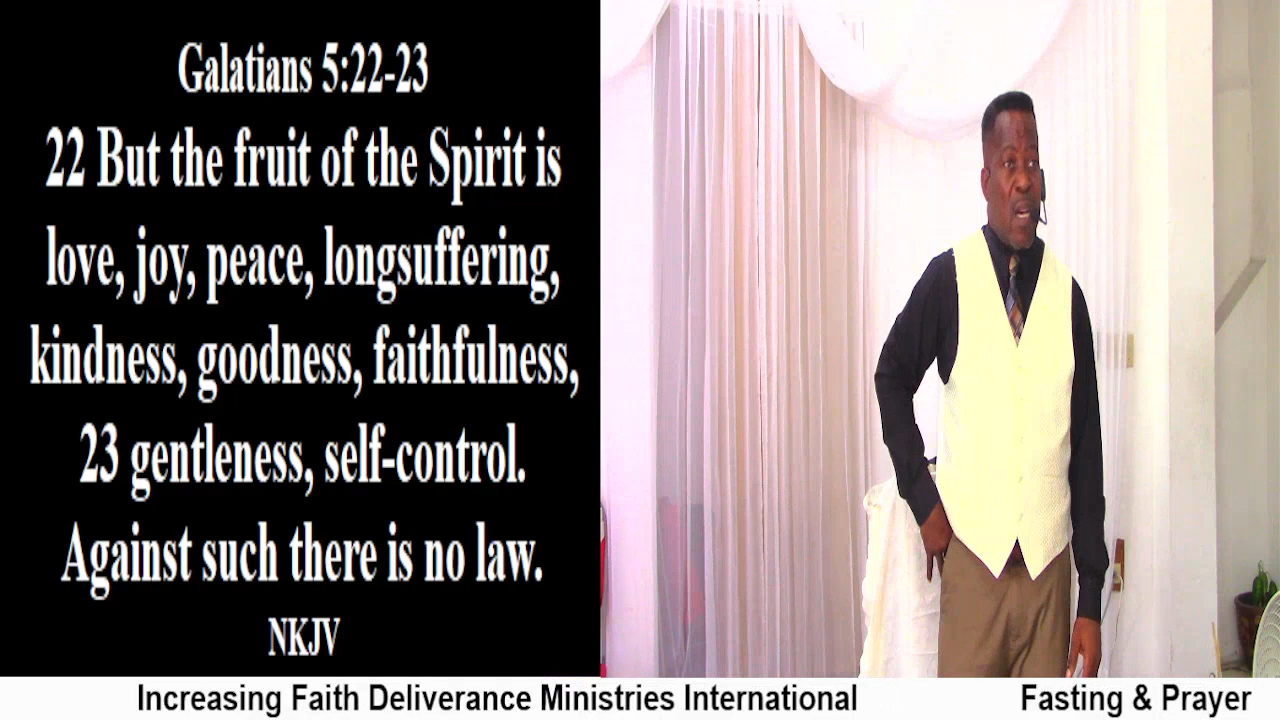 Galatians 5:22-23
22 But the fruit of the Spirit is
love, joy, peace, longsuffering,
kindness, goodness, faithfulness,
23 gentleness, self-control.
Against such there is no law.
NKJV
Increasing Faith Deliverance Ministries International
Fasting & Prayer